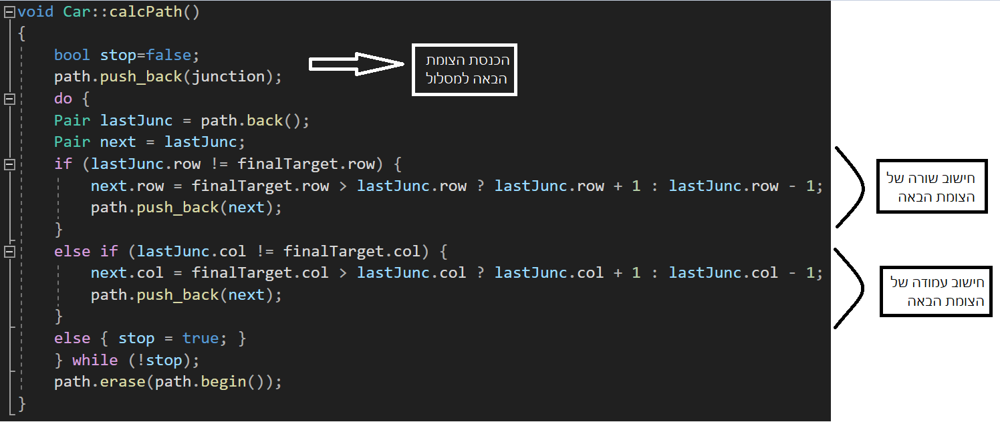 void Car::calcPath()
{
bool stop=false;
path.push_back(junction);
הכנסת הצומת
הבאה למסלול
do {
Pair lastJunc = path.back();
Pair next = lastJunc;
if (lastJunc.row != finalTarget.row) {
next.row = finalTarget.row > lastJunc.row ? lastJunc.row + 1 : lastJunc.row - 1;
path.push_back(next);
}
חישוב שורה של
הצומת הבאה
else if (lastJunc.col != finalTarget.col) {
next.col = finalTarget.col > lastJunc.col ? lastJunc.col + 1 : lastJunc.col - 1;
path.push_back(next);
}
חישוב עמודה של
הצומת הבאה
else { stop = true; }
} while (!stop);
path.erase(path.begin());
}